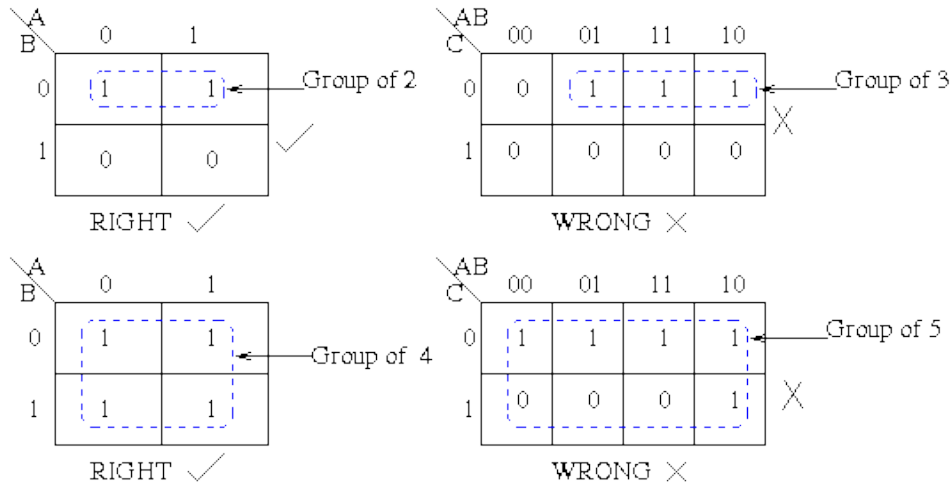 A
B
0 1
0 1 1
1 0 0
Group of 2
RIGHT
AB
C
00 01 11 10
0 0 1 1 1
1 0 0 0 0
Group of 3
X
WRONG X
A
B
0 1
0 1 1
1 1 1
Group of 4
RIGHT
AB
C
00 01 11 10
0 1 1 1 1
1 0 0 0 1
Group of 5
X
WRONG X